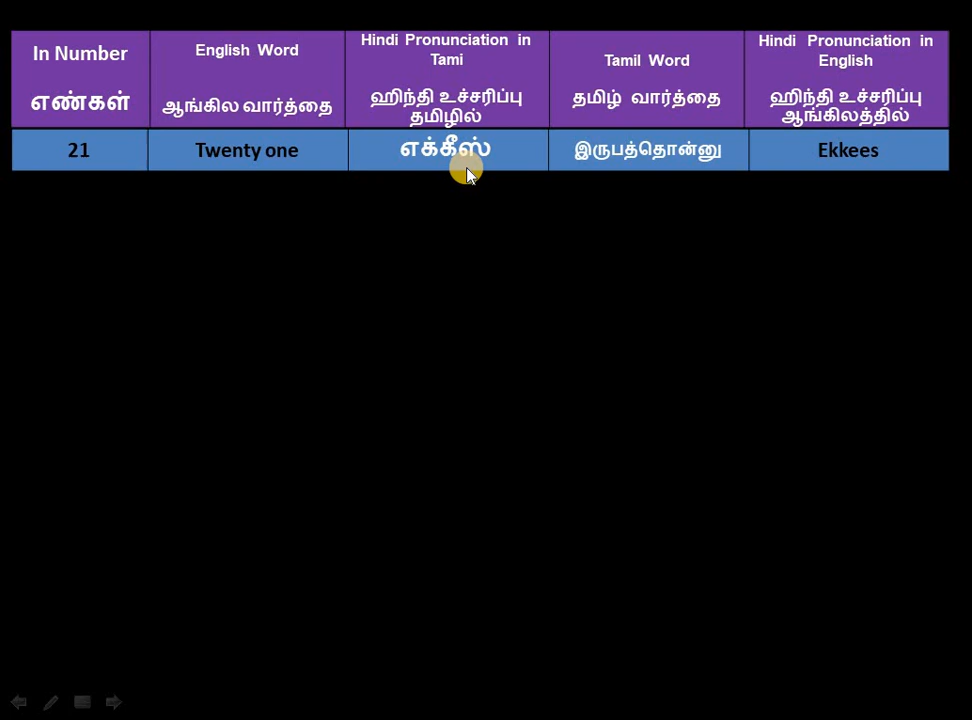 In Number
எண்கள்
English Word
ஆங்கில வார்த்தை
Hindi Pronunciation in
Tami
ஹிந்தி உச்சரிப்பு
தமிழில்
Tamil Word
தமிழ் வார்த்தை
Hindi Pronunciation in
English
ஹிந்தி உச்சரிப்பு
ஆங்கிலத்தில்
21
Twenty one
எக்கீஸ்
இருபத்தொன்னு
Ekkees